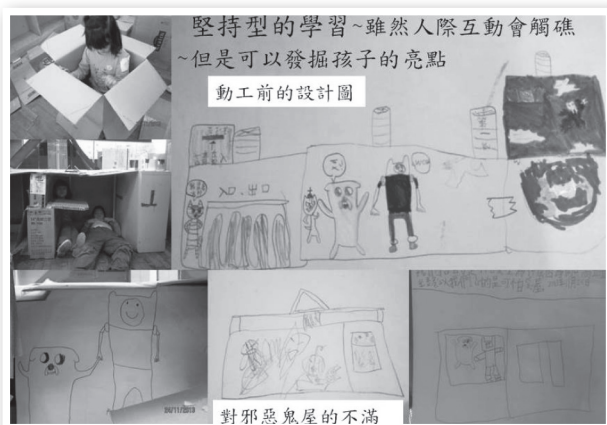 堅持型的學習~雖然人際互動會觸礁
~但是可以發掘孩子的亮點
動工前的設計圖
入、出口
對邪惡鬼屋的不滿